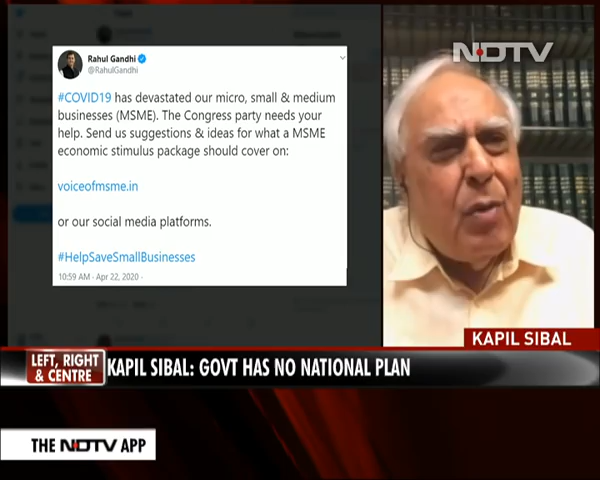 NDTV
Rahul Gandhi
@RahulGandhi
#COVID19 has devastated our micro, small & medium
businesses (MSME). The Congress party needs your
help. Send us suggestions & ideas for what a MSME
economic stimulus package should cover on:
voiceofmsme.in
or our social media platforms.
#HelpSaveSmallBusinesses
10:59 AM · Apr 22, 2020 ·
KAPIL SIBAL
LEFT, RIGHT
& CENTRE
KAPIL SIBAL: GOVT HAS NO NATIONAL PLAN
THE NDTV APP